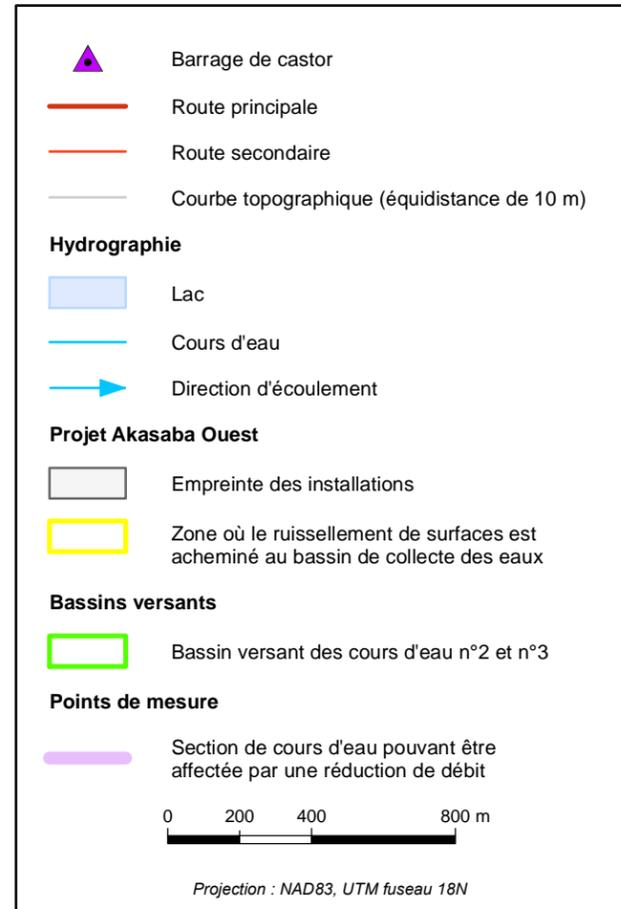 Barrage de castor
Route principale
Route secondaire
Courbe topographique (équidistance de 10 m)
Hydrographie
Lac
Cours d'eau
Direction d'écoulement
Projet Akasaba Ouest
Empreinte des installations
Zone où le ruissellement de surfaces est
acheminé au bassin de collecte des eaux
Bassins versants
Bassin versant des cours d'eau n°2 et n°3
Points de mesure
Section de cours d'eau pouvant être
affectée par une réduction de débit
0 200 400 800 m
Projection : NAD83, UTM fuseau 18N